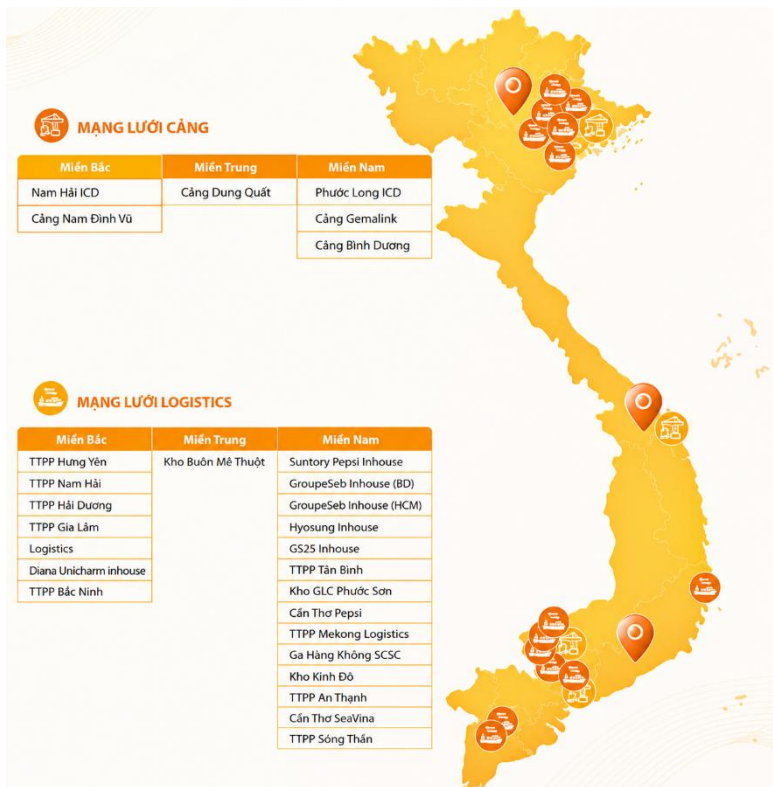 MẠNG LƯỚI CẢNG
Miền Bắc Miền Trung Miền Nam
Nam Hải ICD Cảng Dung Quất Phước Long ICD
Cảng Nam Đình Vũ Cảng Gemalink
Cảng Bình Dương
MẠNG LƯỚI LOGISTICS
Miền Bắc Miền Trung Miền Nam
TTPP Hưng Yên Kho Buôn Mê Thuột Suntory Pepsi Inhouse
TTPP Nam Hải GroupeSeb Inhouse (BD)
TTPP Hải Dương GroupeSeb Inhouse (HCM)
TTPP Gia Lâm Hyosung Inhouse
Logistics GS25 Inhouse
Diana Unicharm inhouse TTPP Tân Bình
TTPP Bắc Ninh Kho GLC Phước Sơn
Cần Thơ Pepsi
TTPP Mekong Logistics
Ga Hàng Không SCSC
Kho Kinh Đô
TTPP An Thạnh
Cần Thơ SeaVina
TTPP Sóng Thần